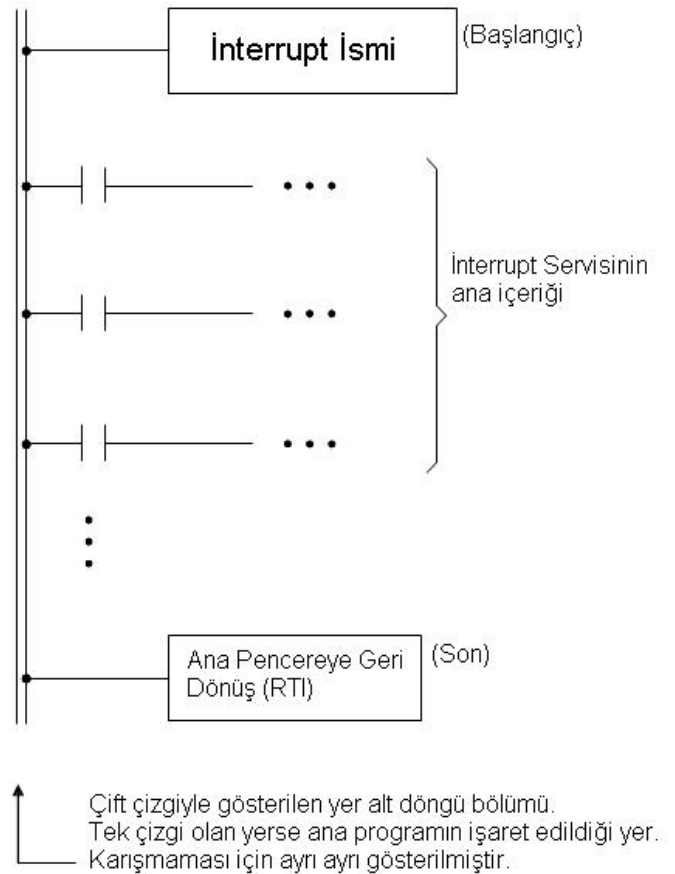 İnterrupt İsmi
(Başlangıç)
İnterrupt Servisinin
ana içeriği
Ana Pencereye Geri
Dönüş (RTI)
(Son)
Çift çizgiyle gösterilen yer alt döngü bölümü.
Tek çizgi olan yerse ana programın işaret edildiği yer.
Karışmaması için ayrı ayrı gösterilmiştir.